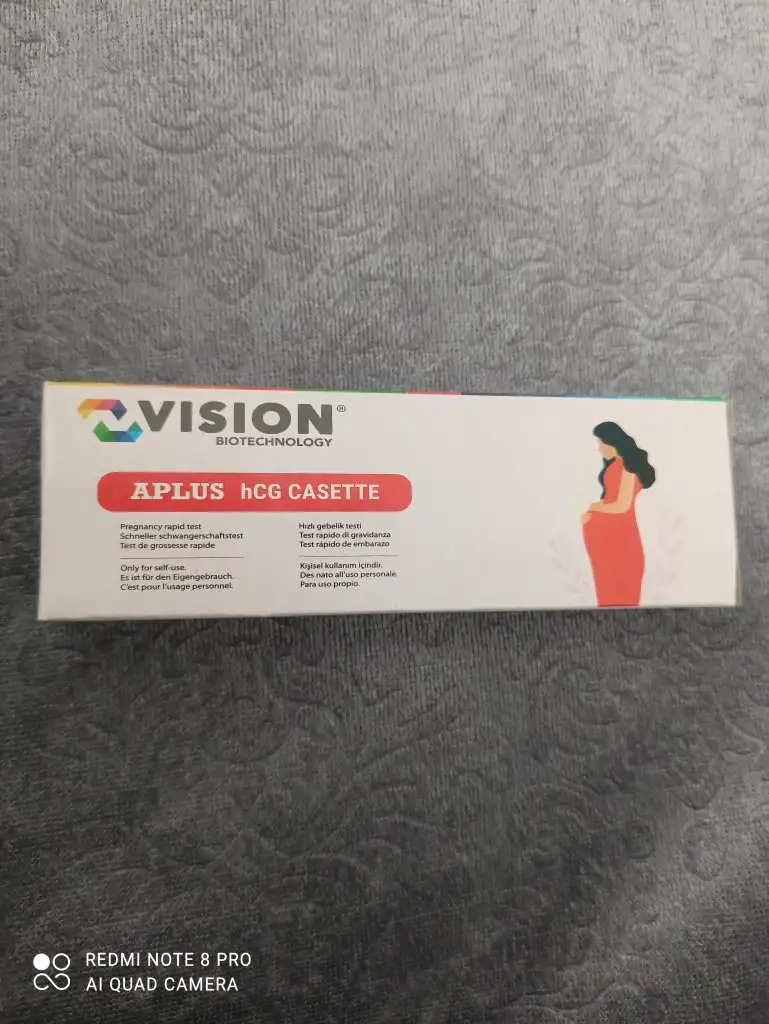 VISION®
BIOTECHNOLOGY
APLUS hCG CASETTE
Pregnancy rapid test
Schneller schwangerschaftstest
Test de grossesse rapide
Only for self-use.
Es ist für den Eigengebrauch.
C'est pour l'usage personnel.
Hızlı gebelik testi
Test rapido di gravidanza
Test rápido de embarazo
Kişisel kullanım içindir.
Des nato all'uso personale.
Para uso propio.
REDMI NOTE 8 PRO
AI QUAD CAMERA